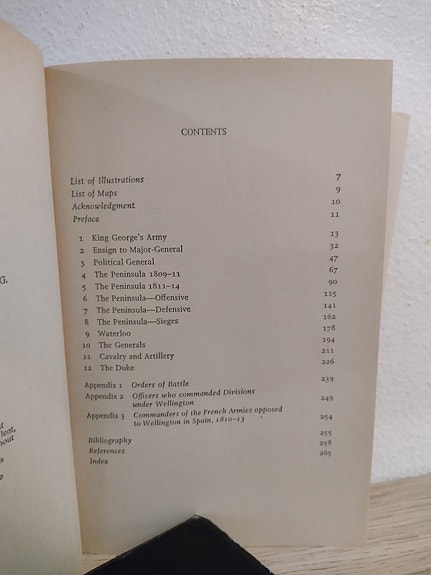 CONTENTS
List of Illustrations 7
List of Maps 9
Acknowledgment 10
Preface 11
1 King George's Army 13
2 Ensign to Major-General 32
3 Political General 47
4 The Peninsula 1809–11 67
5 The Peninsula 1811–14 90
6 The Peninsula—Offensive 115
7 The Peninsula—Defensive 141
8 The Peninsula—Sieges 162
9 Waterloo 178
10 The Generals 194
11 Cavalry and Artillery 211
12 The Duke 226
Appendix 1 Orders of Battle 239
Appendix 2 Officers who commanded Divisions
under Wellington 249
Appendix 3 Commanders of the French Armies opposed
to Wellington in Spain, 1810–13 254
Bibliography 255
References 258
Index 265